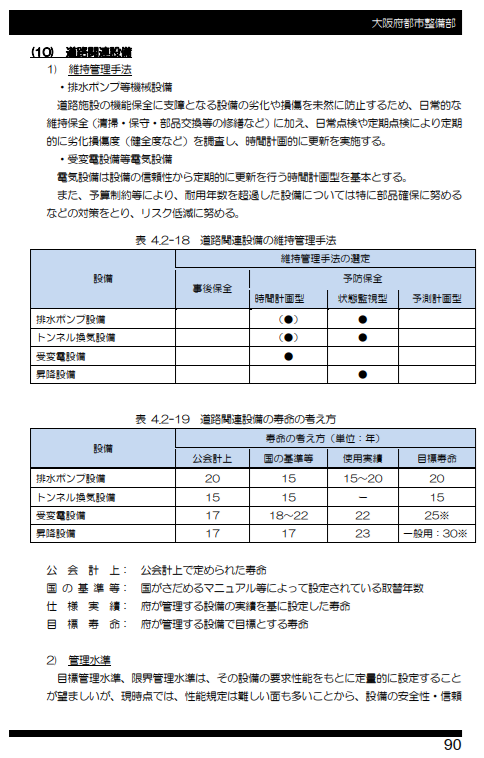 大阪府都市整備部
(10) 道路関連設備
1) 維持管理手法
・排水ポンプ等機械設備
道路施設の機能保全に支障となる設備の劣化や損傷を未然に防止するため、日常的な
維持保全（清掃・保守・部品交換等の修繕など）に加え、日常点検や定期点検により定期
的に劣化損傷度（健全度など）を調査し、時間計画的に更新を実施する。
・受変電設備等電気設備
電気設備は設備の信頼性から定期的に更新を行う時間計画型を基本とする。
また、予算制約等により、耐用年数を超過した設備については特に部品確保に努める
などの対策をとり、リスク低減に努める。
表 4.2-18 道路関連設備の維持管理手法
設備 維持管理手法の選定
事後保全 予防保全
時間計画型 状態監視型 予測計画型
排水ポンプ設備 （●） ●
トンネル換気設備 （●） ●
受変電設備 ●
昇降設備 ●
表 4.2-19 道路関連設備の寿命の考え方
設備 寿命の考え方（単位：年）
公会計上 国の基準等 使用実績 目標寿命
排水ポンプ設備 20 15 15～20 20
トンネル換気設備 15 15 － 15
受変電設備 17 18～22 22 25※
昇降設備 17 17 23 一般用：30※
公会計上： 公会計上で定められた寿命
国の基準等： 国がさだめるマニュアル等によって設定されている取替年数
仕様実績： 府が管理する設備の実績を基に設定した寿命
目標寿命： 府が管理する設備で目標とする寿命
2) 管理水準
目標管理水準、限界管理水準は、その設備の要求性能をもとに定量的に設定すること
が望ましいが、現時点では、性能規定は難しい面も多いことから、設備の安全性・信頼
90